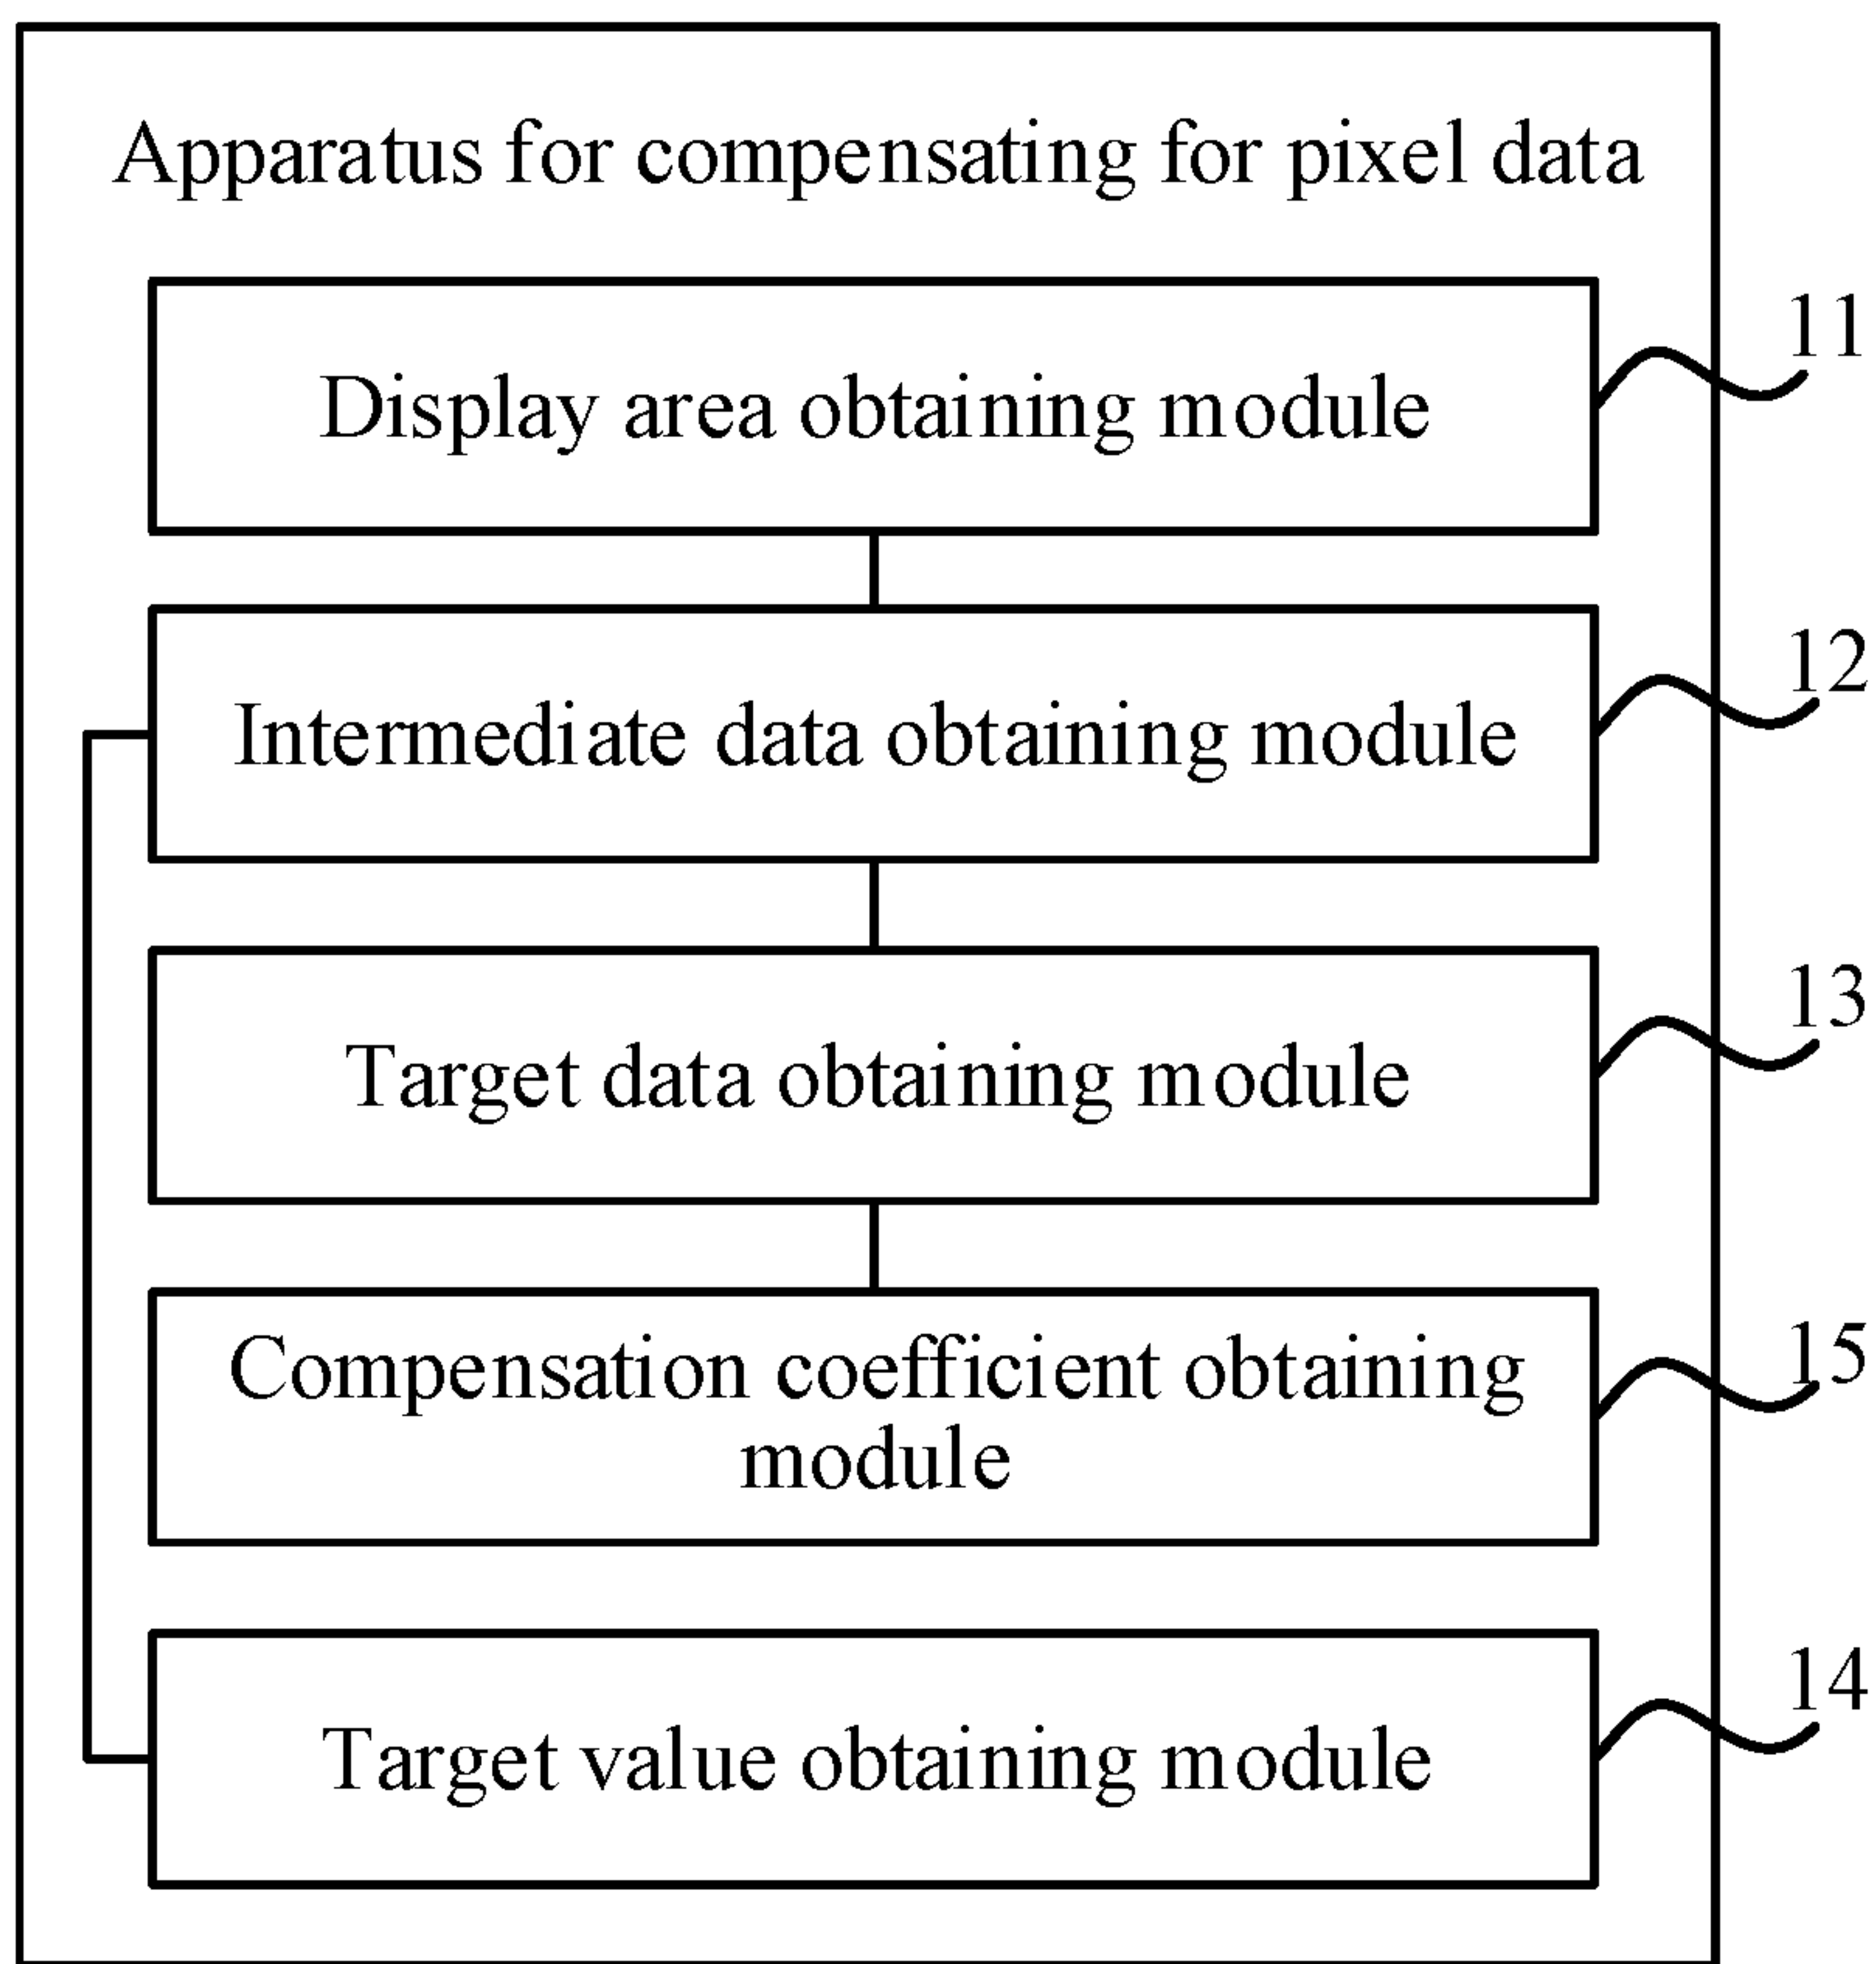 Apparatus for compensating for pixel data
Display area obtaining module
11
Intermediate data obtaining module
12
Target data obtaining module
13
Compensation coefficient obtaining
module
15
Target value obtaining module
14